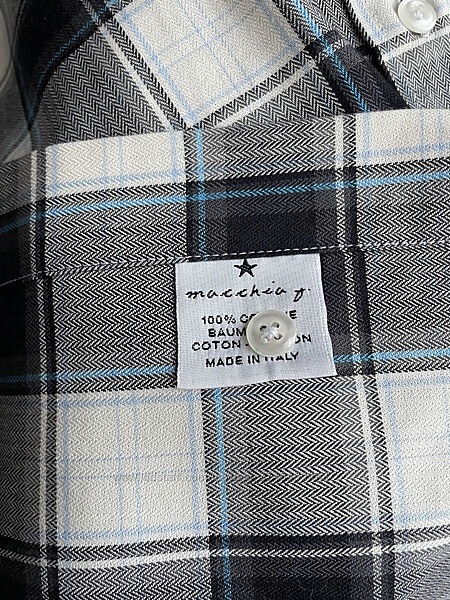 macchia j.
100%
COTON -
MADE IN ITALY